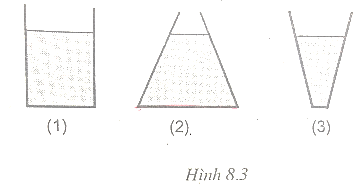 (1) (2). (3)
Hình 8.3